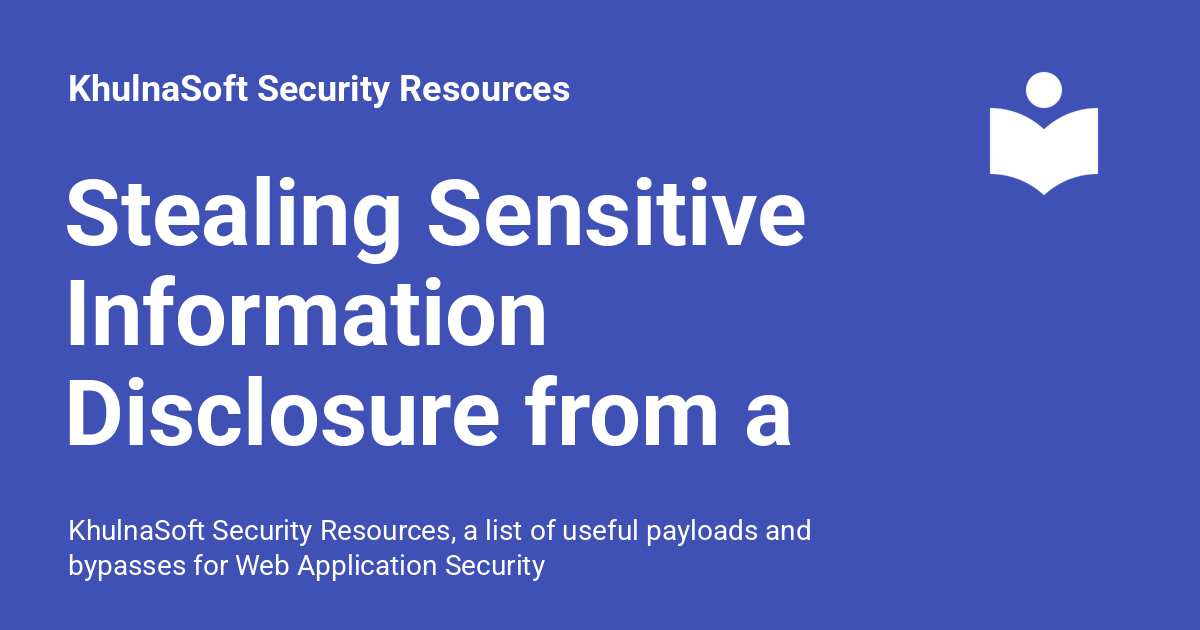 KhulnaSoft Security Resources
Stealing Sensitive
Information
Disclosure from a
KhulnaSoft Security Resources, a list of useful payloads and
bypasses for Web Application Security